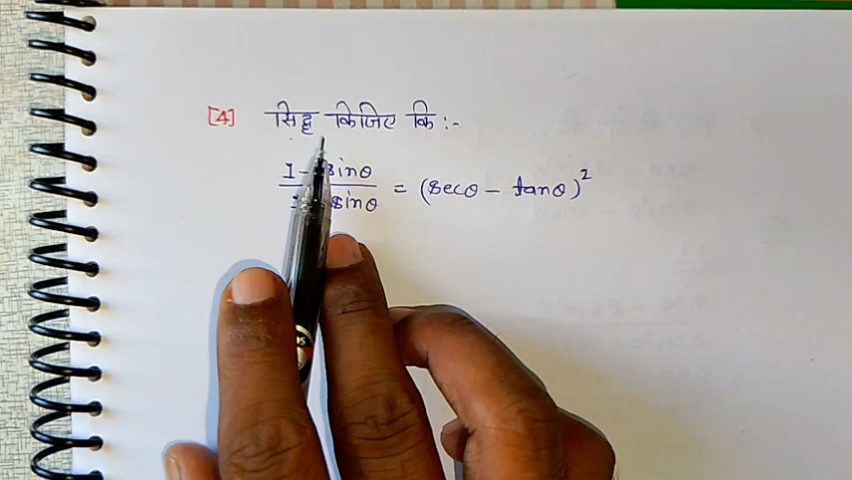 [4] सिद्ध किजिए कि :-
1 - sinθ
sinθ = (secθ - tanθ)²